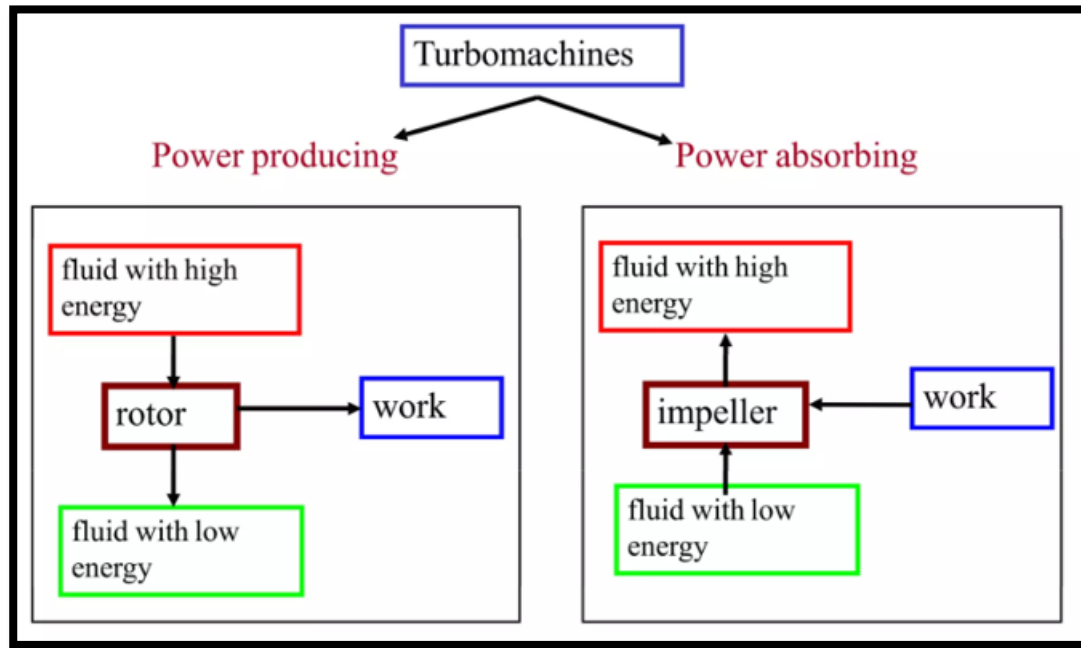 Turbomachines
Power producing
Power absorbing
fluid with high
energy
rotor
work
fluid with low
energy
fluid with high
energy
impeller
work
fluid with low
energy